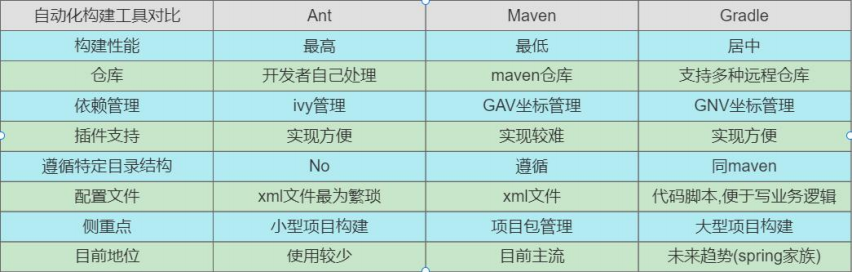 自动化构建工具对比 Ant Maven Gradle
构建性能 最高 最低 居中
仓库 开发者自己处理 maven仓库 支持多种远程仓库
依赖管理 ivy管理 GAV坐标管理 GNV坐标管理
插件支持 实现方便 实现较难 实现方便
遵循特定目录结构 No 遵循 同maven
配置文件 xml文件最为繁琐 xml文件 代码脚本,便于写业务逻辑
侧重点 小型项目构建 项目包管理 大型项目构建
目前地位 使用较少 目前主流 未来趋势(spring家族)